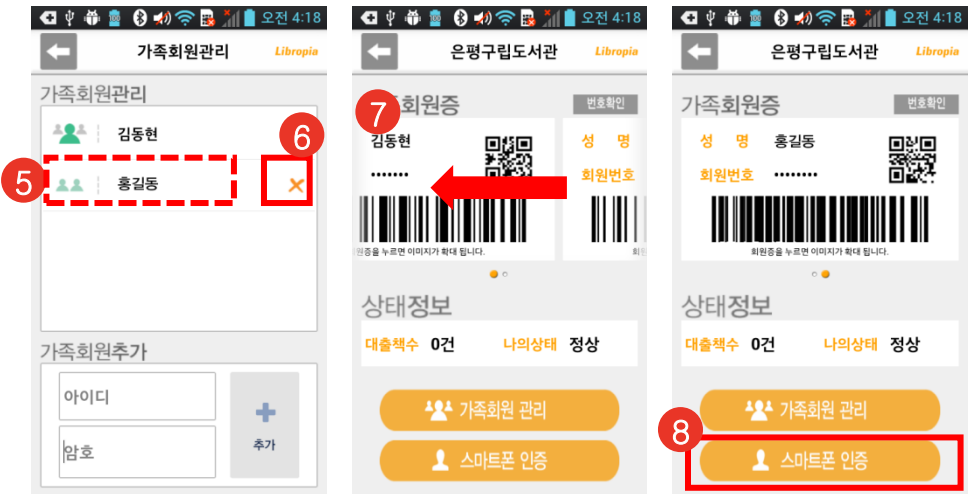 오전 4:18
가족회원관리
Libropia
가족회원관리
김동현
6
5
홍길동
가족회원추가
아이디
암호
추가
오전 4:18
은평구립도서관
Libropia
회원증
번호확인
7
김동현
성 명
•••••••
회원번호
원증을 누르면 이미지가 확대 됩니다.
회원
상태정보
대출책수 0건 나의상태 정상
가족회원 관리
스마트폰 인증
오전 4:18
은평구립도서관
Libropia
가족회원증
번호확인
성 명 홍길동
회원번호 ••••••••
회원증을 누르면 이미지가 확대 됩니다.
상태정보
대출책수 0건 나의상태 정상
가족회원 관리
8
스마트폰 인증